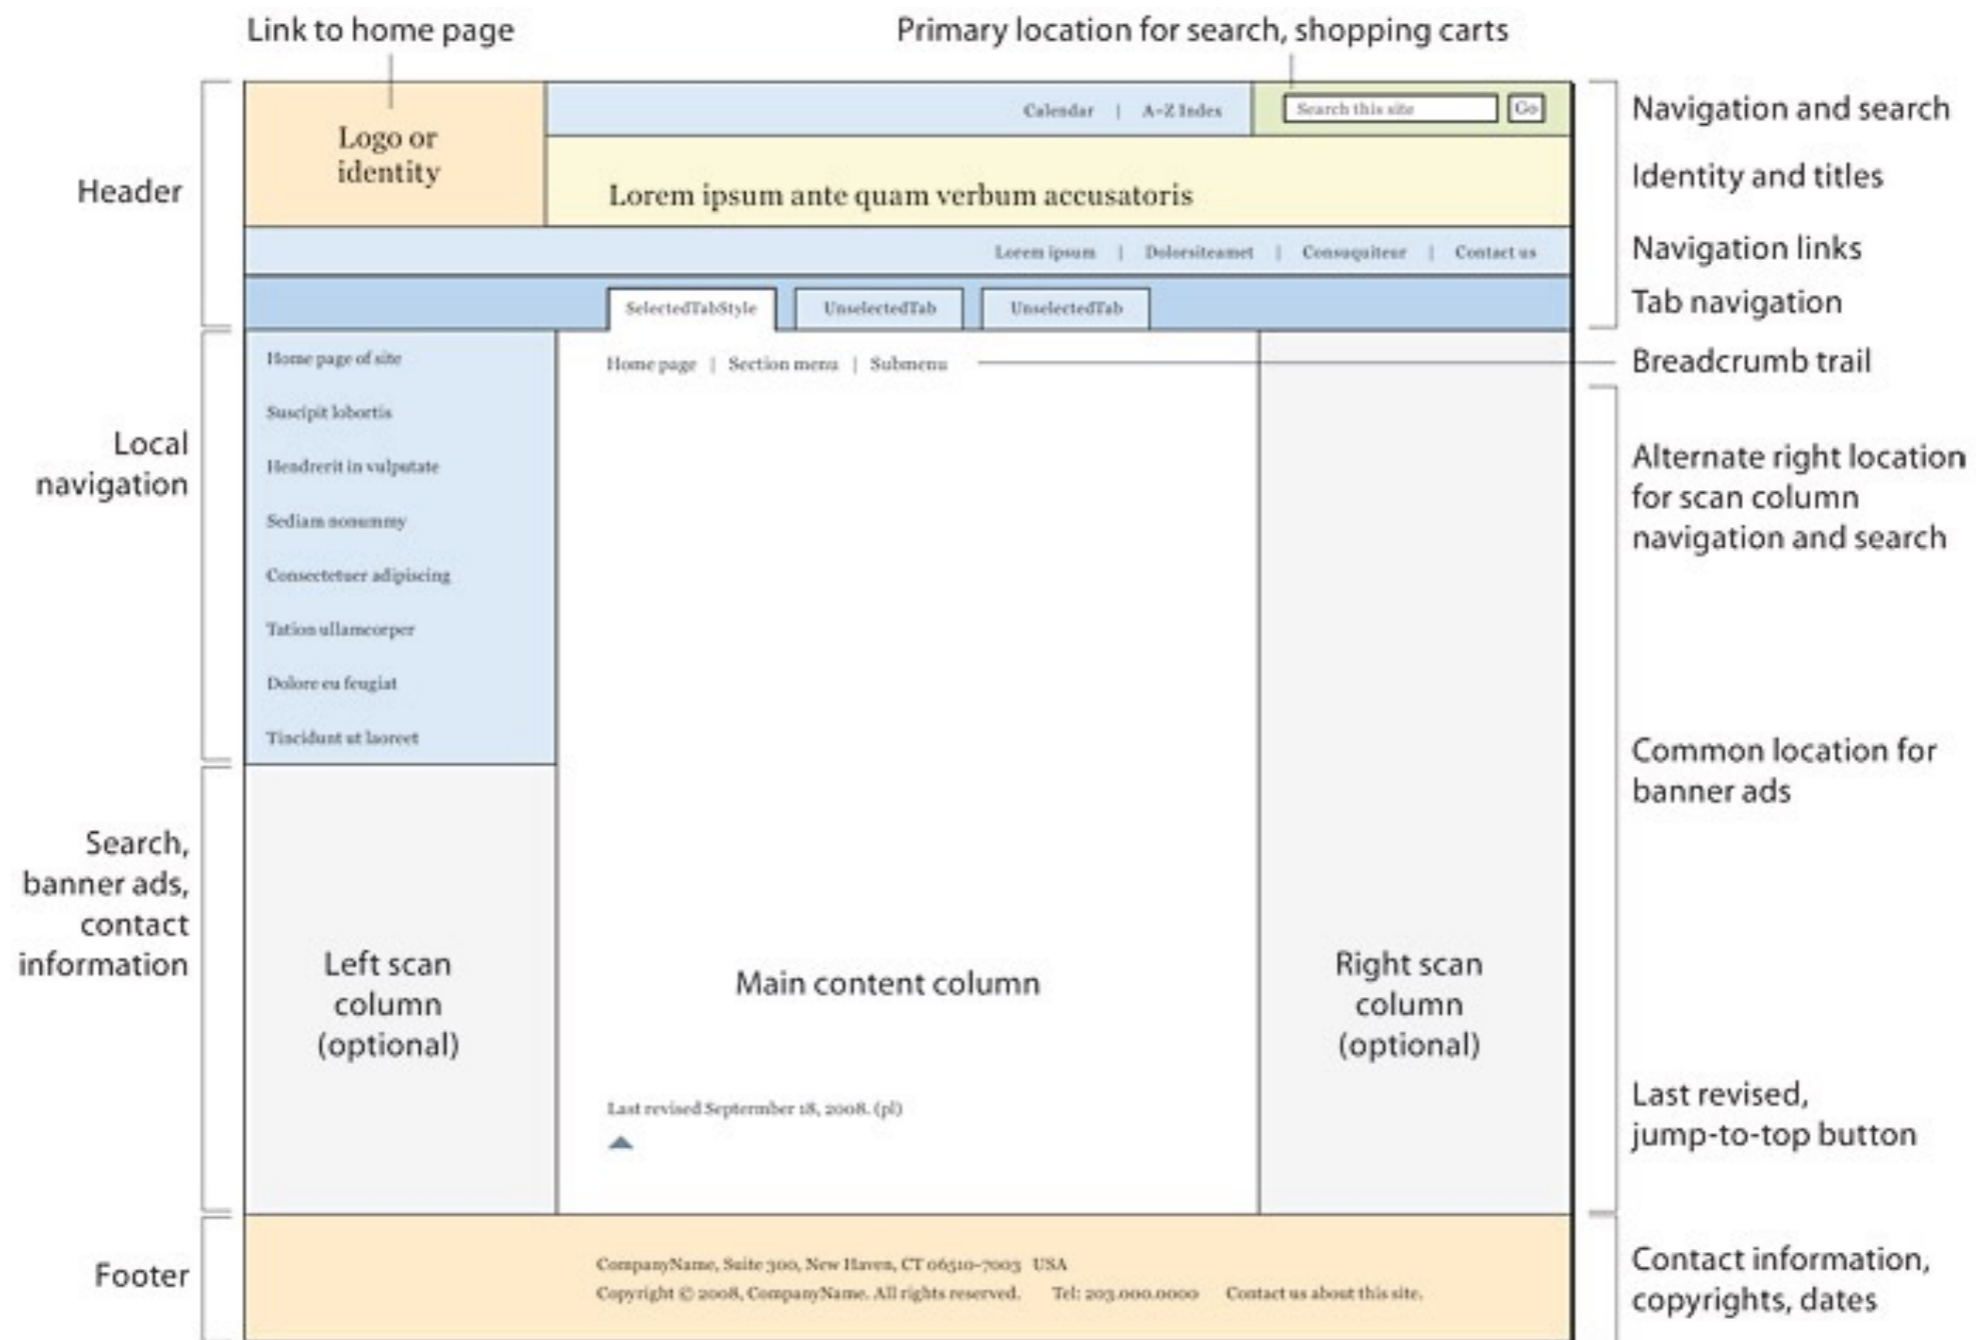 Link to home page
Primary location for search, shopping carts
Header
Logo or
identity
Calendar | A-Z Index
Search this site
Go
Navigation and search
Lorem ipsum ante quam verbum accusatoris
Identity and titles
Lorem ipsum | Dolorsiteamet | Consuquiteur | Contact us
Navigation links
SelectedTabStyle
UnselectedTab
UnselectedTab
Tab navigation
Local
navigation
Home page of site
Suscipit lobortis
Hendrerit in vulputate
Sediam nonummy
Consectetuer adipiscing
Tation ullamcorper
Dolore eu feugiat
Tincidunt ut laoreet
Home page | Section menu | Submenu
Breadcrumb trail
Alternate right location
for scan column
navigation and search
Common location for
banner ads
Search,
banner ads,
contact
information
Left scan
column
(optional)
Main content column
Right scan
column
(optional)
Last revised Septermber 18, 2008. (pl)
Last revised,
jump-to-top button
Footer
CompanyName, Suite 300, New Haven, CT 06510-7003 USA
Copyright © 2008, CompanyName. All rights reserved. Tel: 203.000.0000 Contact us about this site.
Contact information,
copyrights, dates